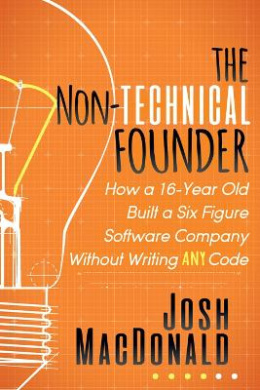 THE
NON-TECHNICAL
FOUNDER
How a 16-Year Old
Built a Six Figure
Software Company
Without Writing ANY Code
JOSH
MACDONALD